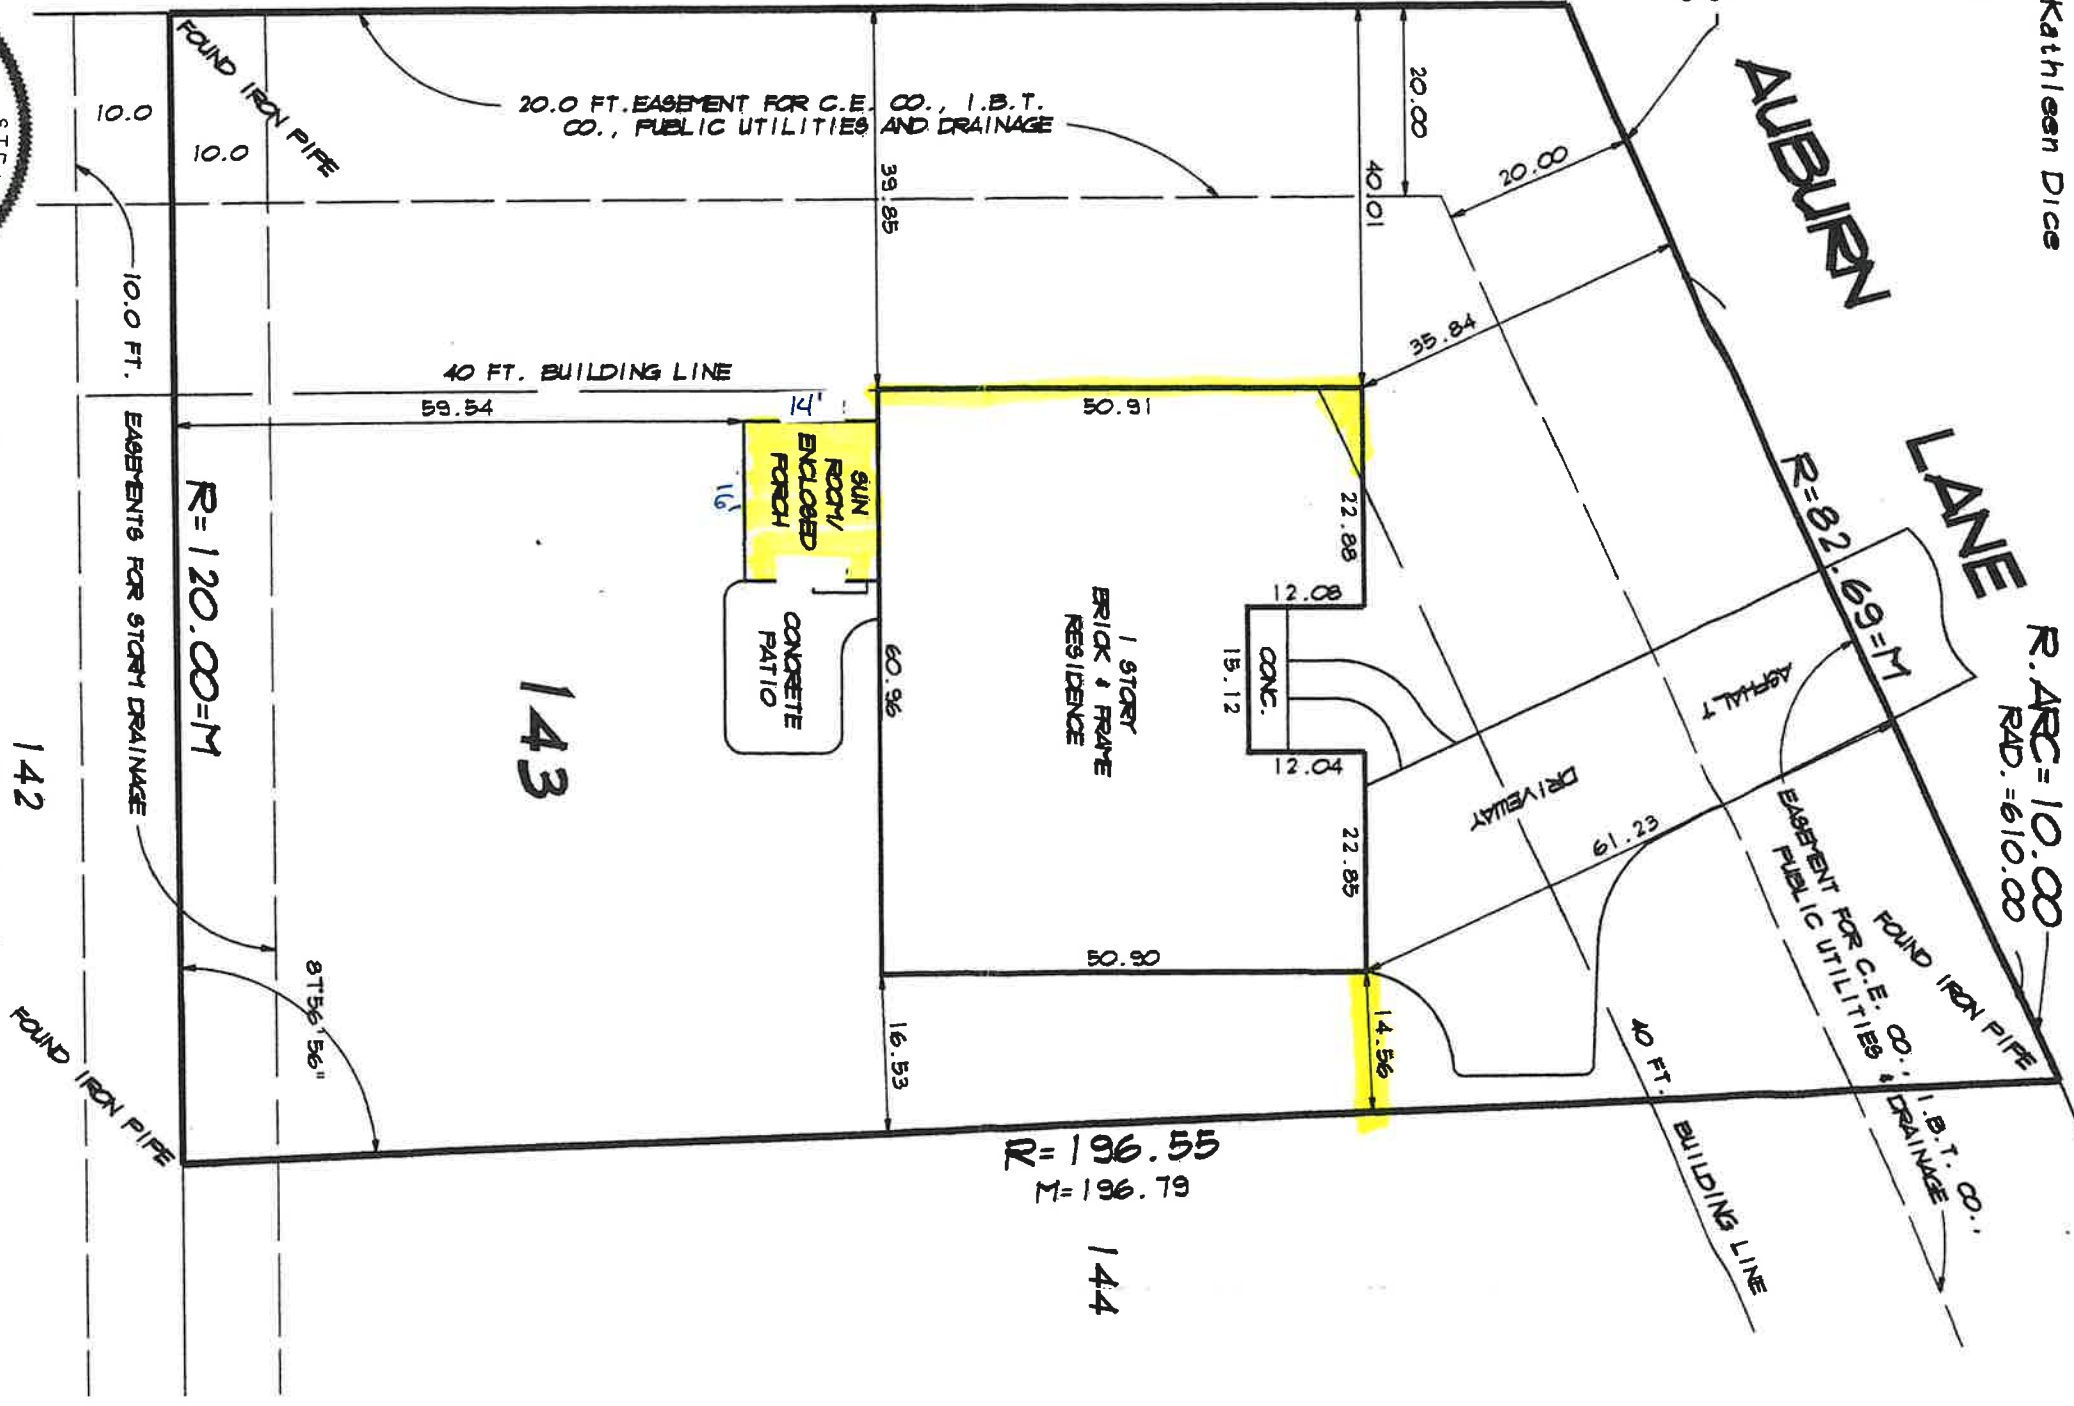 Kathleen Dice
AUBURN
LANE
R.ARC=10.00
RAD.=610.00
R=82.69=M
FOUND IRON PIPE
10.0
10.0
20.0 FT. EASEMENT FOR C.E. CO., I.B.T.
CO., PUBLIC UTILITIES AND DRAINAGE
39.85
40.01
20.00
20.00
35.84
40 FT. BUILDING LINE
59.54
14'
16'
SUN
ROOM/
ENCLOSED
PORCH
CONCRETE
PATIO
50.91
22.88
12.08
CONC.
15.12
12.04
22.85
1 STORY
BRICK & FRAME
RESIDENCE
60.96
50.90
16.53
14.56
61.23
ASPHALT
DRIVEWAY
EASEMENT FOR C.E. CO., I.B.T. CO.,
PUBLIC UTILITIES & DRAINAGE
FOUND IRON PIPE
40 FT. BUILDING LINE
10.0 FT. EASEMENTS FOR STORM DRAINAGE
R=120.00=M
143
142
87°56'56"
FOUND IRON PIPE
R=196.55
M=196.79
144